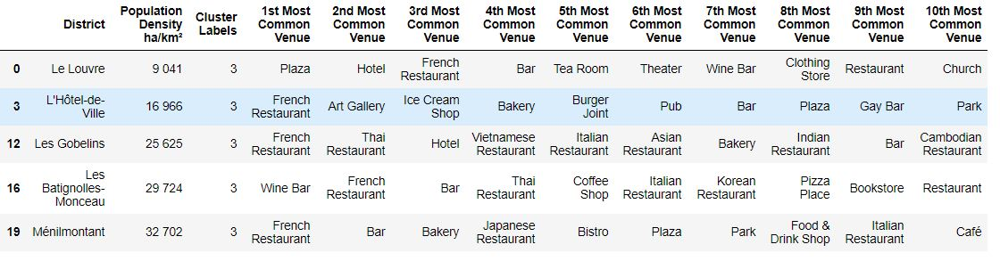 District Population Density ha/km² Cluster Labels 1st Most Common Venue 2nd Most Common Venue 3rd Most Common Venue 4th Most Common Venue 5th Most Common Venue 6th Most Common Venue 7th Most Common Venue 8th Most Common Venue 9th Most Common Venue 10th Most Common Venue
0 Le Louvre 9 041 3 Plaza Hotel French Restaurant Bar Tea Room Theater Wine Bar Clothing Store Restaurant Church
3 L'Hôtel-de-Ville 16 966 3 French Restaurant Art Gallery Ice Cream Shop Bakery Burger Joint Pub Bar Plaza Gay Bar Park
12 Les Gobelins 25 625 3 French Restaurant Thai Restaurant Hotel Vietnamese Restaurant Italian Restaurant Asian Restaurant Bakery Indian Restaurant Bar Cambodian Restaurant
16 Les Batignolles-Monceau 29 724 3 Wine Bar French Restaurant Bar Thai Restaurant Coffee Shop Italian Restaurant Korean Restaurant Pizza Place Bookstore Restaurant
19 Ménilmontant 32 702 3 French Restaurant Bar Bakery Japanese Restaurant Bistro Plaza Park Food & Drink Shop Italian Restaurant Café